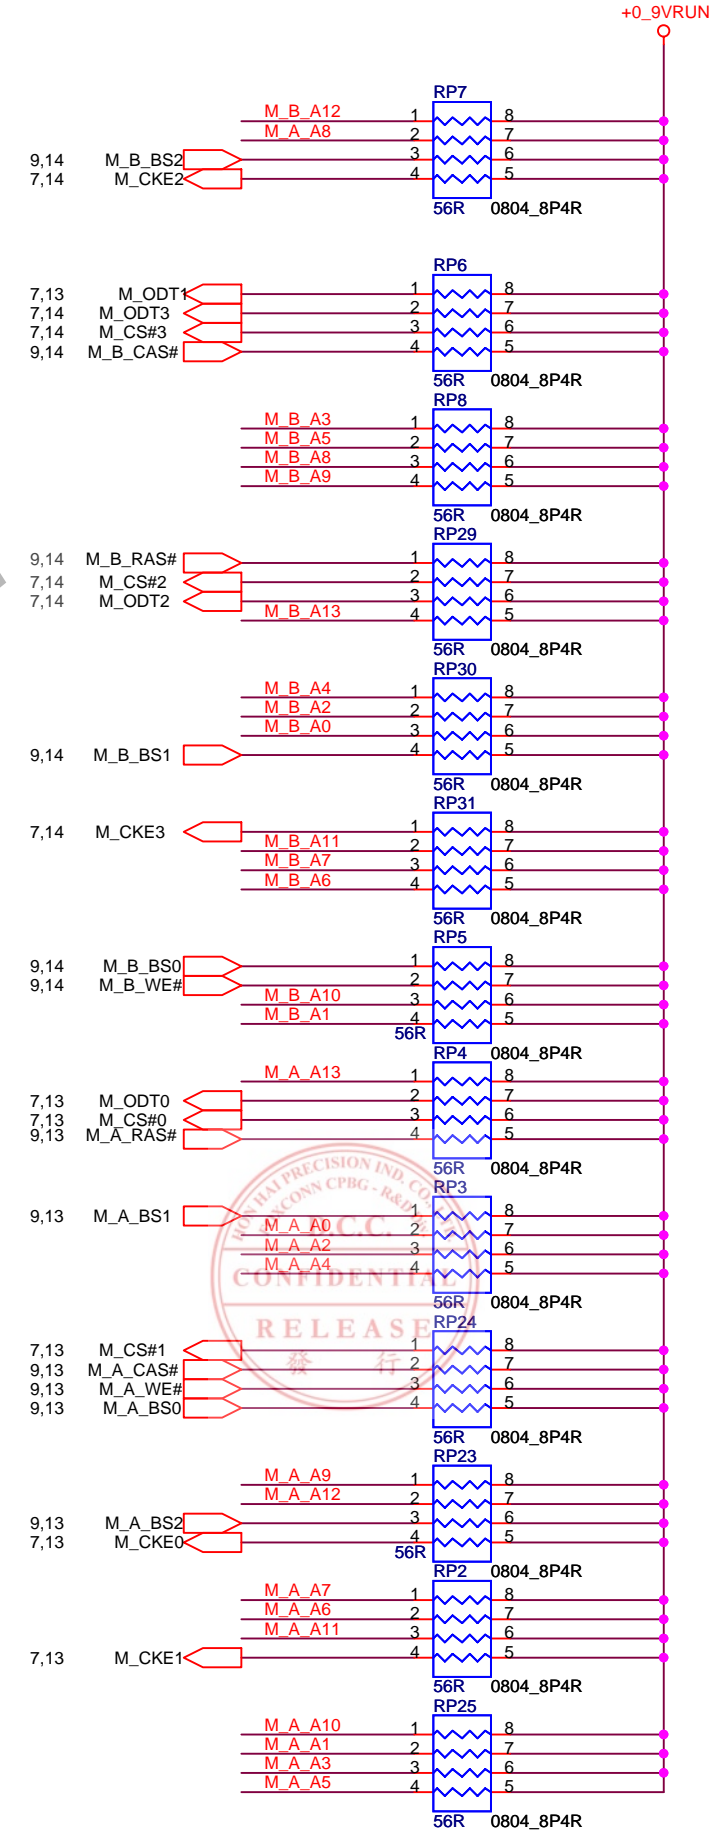 +0_9VRUN
RP7
M_B_A12 1 8
M_A_A8 2 7
9,14 M_B_BS2 3 6
7,14 M_CKE2 4 5
56R 0804_8P4R
RP6
7,13 M_ODT1 1 8
7,14 M_ODT3 2 7
7,14 M_CS#3 3 6
9,14 M_B_CAS# 4 5
56R 0804_8P4R
RP8
M_B_A3 1 8
M_B_A5 2 7
M_B_A8 3 6
M_B_A9 4 5
56R 0804_8P4R
RP29
9,14 M_B_RAS# 1 8
7,14 M_CS#2 2 7
7,14 M_ODT2 3 6
M_B_A13 4 5
56R 0804_8P4R
RP30
M_B_A4 1 8
M_B_A2 2 7
M_B_A0 3 6
9,14 M_B_BS1 4 5
56R 0804_8P4R
RP31
7,14 M_CKE3 1 8
M_B_A11 2 7
M_B_A7 3 6
M_B_A6 4 5
56R 0804_8P4R
RP5
9,14 M_B_BS0 1 8
9,14 M_B_WE# 2 7
M_B_A10 3 6
M_B_A1 4 5
56R 0804_8P4R
RP4
M_A_A13 1 8
7,13 M_ODT0 2 7
7,13 M_CS#0 3 6
9,13 M_A_RAS# 4 5
56R 0804_8P4R
HON HAI PRECISION IND. CO., LTD.
FOXCONN CPBG - R&D Div.
D.C.C.
CONFIDENTIAL
RELEASE
發 行
RP3
9,13 M_A_BS1 1 8
M_A_A0 2 7
M_A_A2 3 6
M_A_A4 4 5
56R 0804_8P4R
RP24
7,13 M_CS#1 1 8
9,13 M_A_CAS# 2 7
9,13 M_A_WE# 3 6
9,13 M_A_BS0 4 5
56R 0804_8P4R
RP23
M_A_A9 1 8
M_A_A12 2 7
9,13 M_A_BS2 3 6
7,13 M_CKE0 4 5
56R 0804_8P4R
RP2
M_A_A7 1 8
M_A_A6 2 7
M_A_A11 3 6
7,13 M_CKE1 4 5
56R 0804_8P4R
RP25
M_A_A10 1 8
M_A_A1 2 7
M_A_A3 3 6
M_A_A5 4 5
56R 0804_8P4R